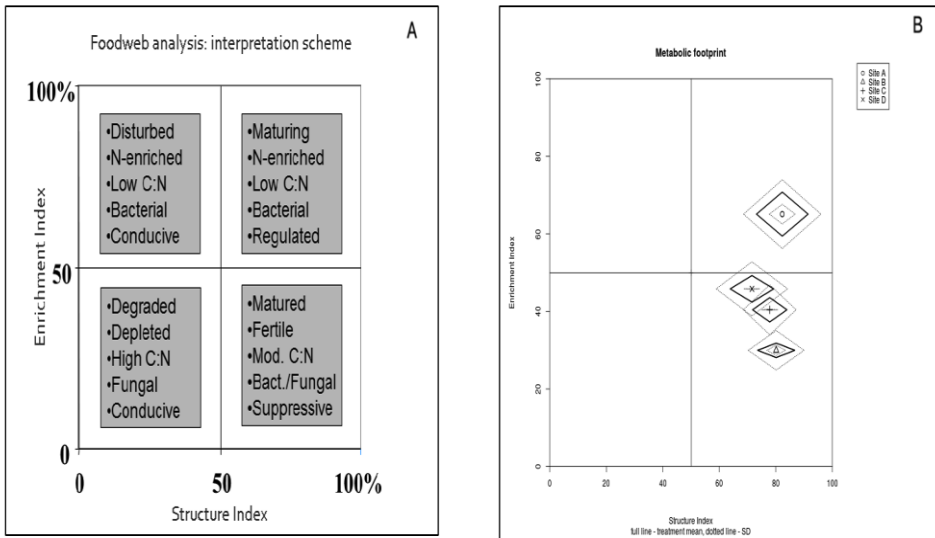 A
Foodweb analysis: interpretation scheme
100%
•Disturbed
•N-enriched
•Low C:N
•Bacterial
•Conducive
•Maturing
•N-enriched
•Low C:N
•Bacterial
•Regulated
Enrichment Index
50
•Degraded
•Depleted
•High C:N
•Fungal
•Conducive
•Matured
•Fertile
•Mod. C:N
•Bact./Fungal
•Suppressive
0
0 50 100%
Structure Index
B
Metabolic footprint
Site A
Site B
Site C
Site D
100
80
60
40
20
0
Enrichment Index
0 20 40 60 80 100
Structure Index
full line - treatment mean, dotted line - SD